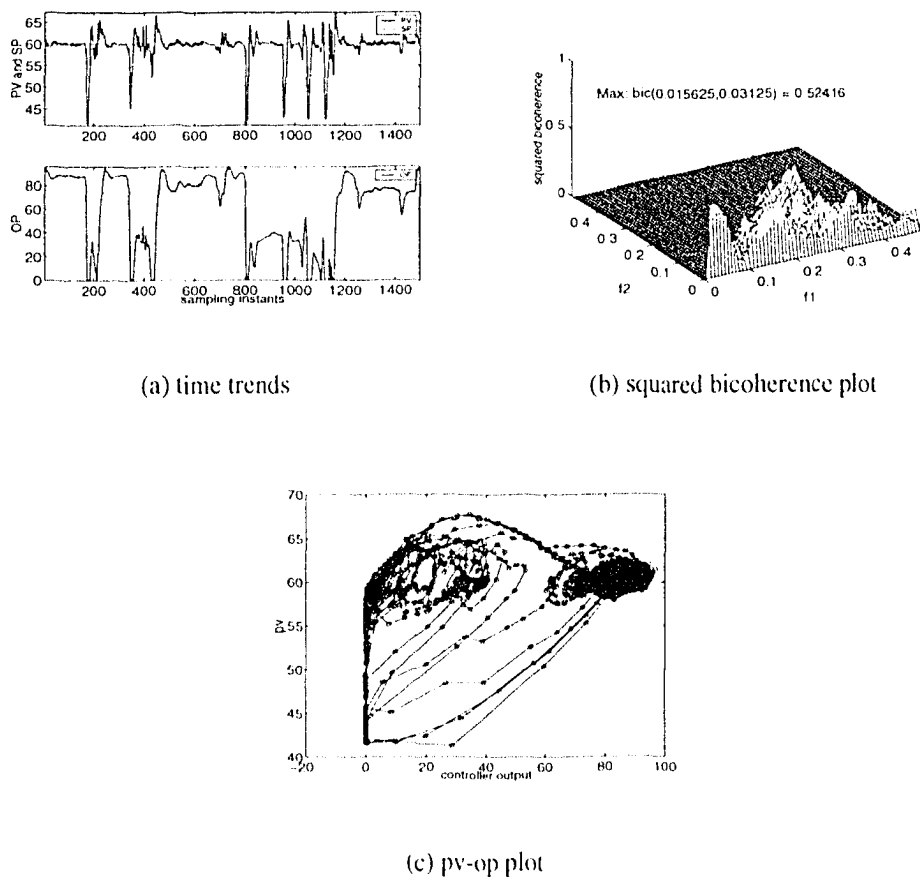 PV
SP
PV and SP
65
60
55
50
45
200 400 600 800 1000 1200 1400
OP
80
60
40
20
0
200 400 600 800 1000 1200 1400
sampling instants
(a) time trends
squared bicoherence
1
0.5
0
Max: bic(0.015625,0.03125) = 0 52416
0.4
0.3
0.2
0.1
0
f2
0
0.1
0.2
0.3
0.4
f1
(b) squared bicoherence plot
pv
70
65
60
55
50
45
40
-20 0 20 40 60 80 100
controller output
(c) pv-op plot